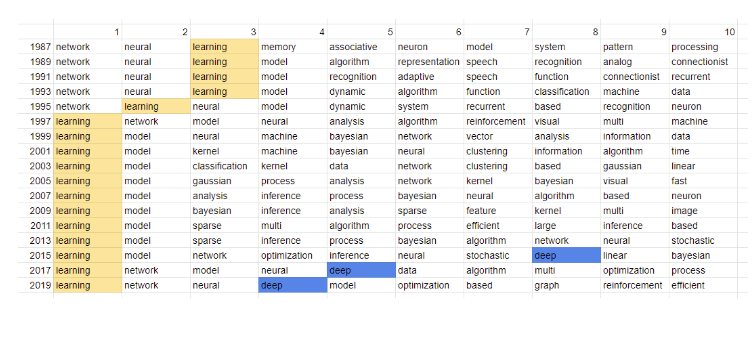 1 2 3 4 5 6 7 8 9 10
1987 network neural learning memory associative neuron model system pattern processing
1989 network neural learning model algorithm representation speech recognition analog connectionist
1991 network neural learning model recognition adaptive speech function connectionist recurrent
1993 network neural learning model dynamic algorithm function classification machine data
1995 network learning neural model dynamic system recurrent based recognition neuron
1997 learning network model neural analysis algorithm reinforcement visual multi machine
1999 learning model neural machine bayesian network vector analysis information data
2001 learning model kernel machine bayesian neural clustering information algorithm time
2003 learning model classification kernel data network clustering based gaussian linear
2005 learning model gaussian process analysis network kernel bayesian visual fast
2007 learning model analysis inference process bayesian neural algorithm based neuron
2009 learning model bayesian inference analysis sparse feature kernel multi image
2011 learning model sparse multi algorithm process efficient large inference based
2013 learning model sparse inference process bayesian algorithm network neural stochastic
2015 learning model network optimization inference neural stochastic deep linear bayesian
2017 learning network model neural deep data algorithm multi optimization process
2019 learning network neural deep model optimization based graph reinforcement efficient